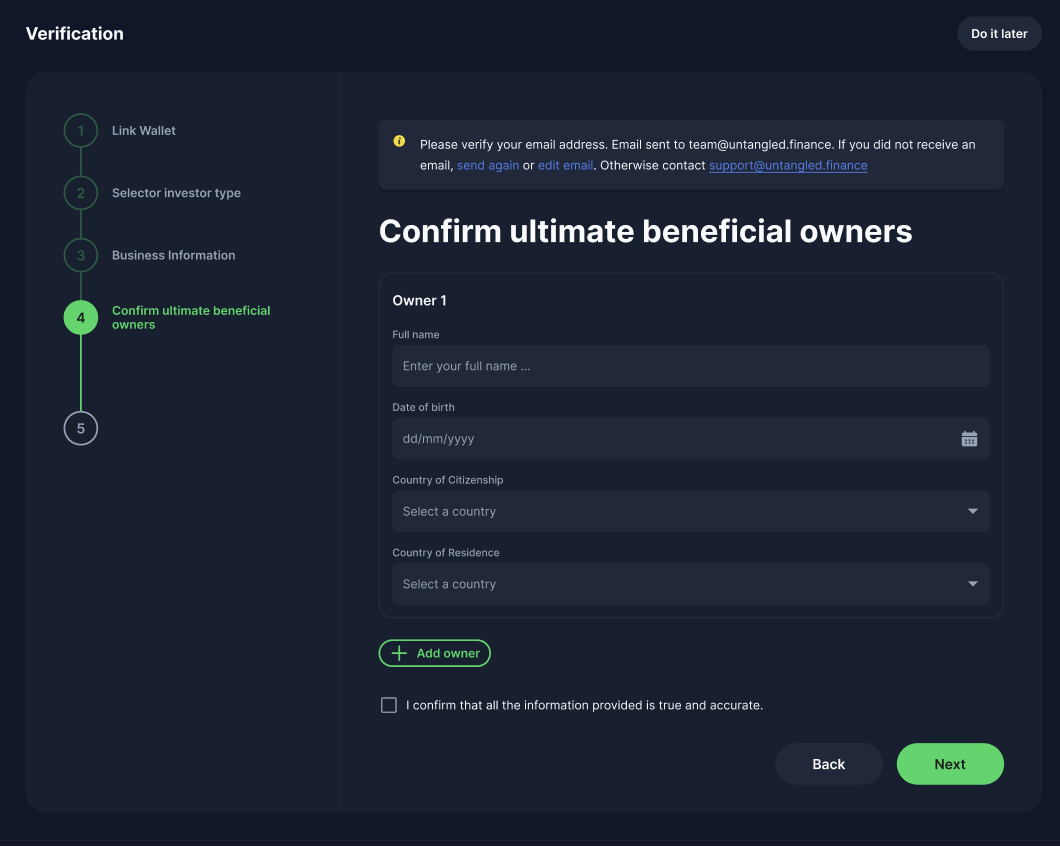 Verification
Do it later
1
Link Wallet
2
Selector investor type
3
Business Information
4
Confirm ultimate beneficial
owners
5
Please verify your email address. Email sent to team@untangled.finance. If you did not receive an
email, send again or edit email. Otherwise contact support@untangled.finance
Confirm ultimate beneficial owners
Owner 1
Full name
Enter your full name ...
Date of birth
dd/mm/yyyy
Country of Citizenship
Select a country
Country of Residence
Select a country
Add owner
I confirm that all the information provided is true and accurate.
Back
Next